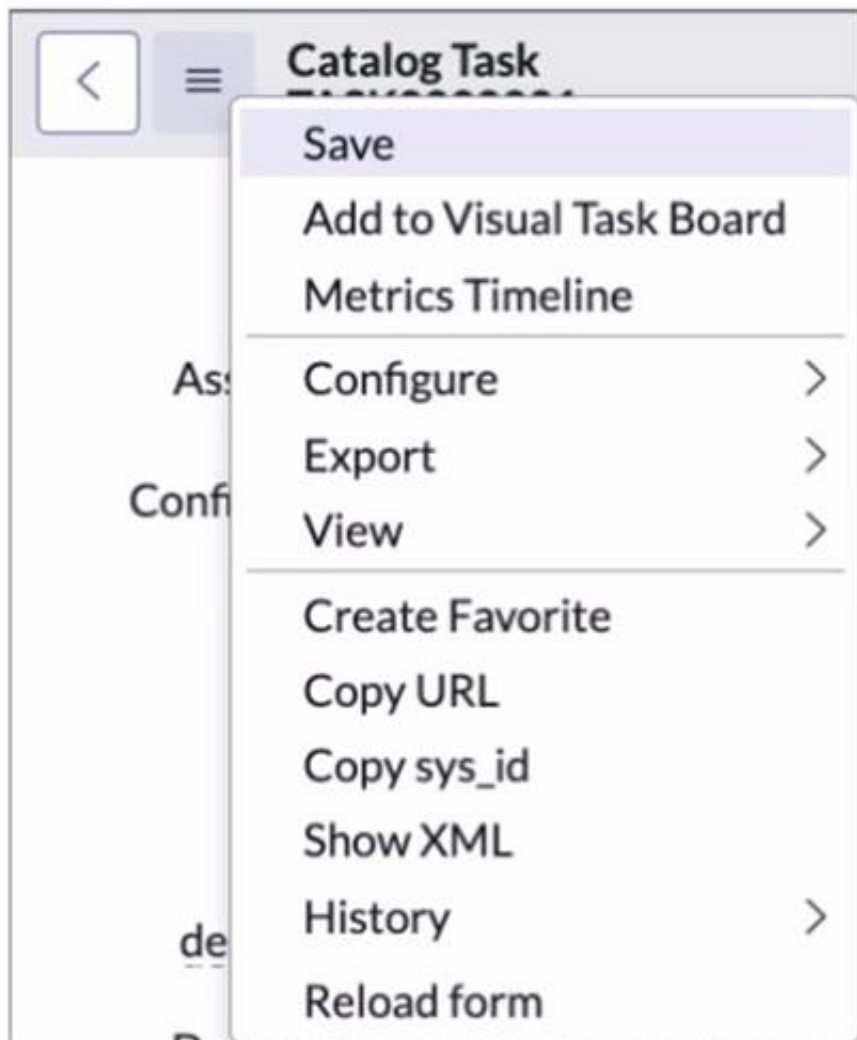 Catalog Task
Save
Add to Visual Task Board
Metrics Timeline
Configure
Export
View
Create Favorite
Copy URL
Copy sys_id
Show XML
History
Reload form